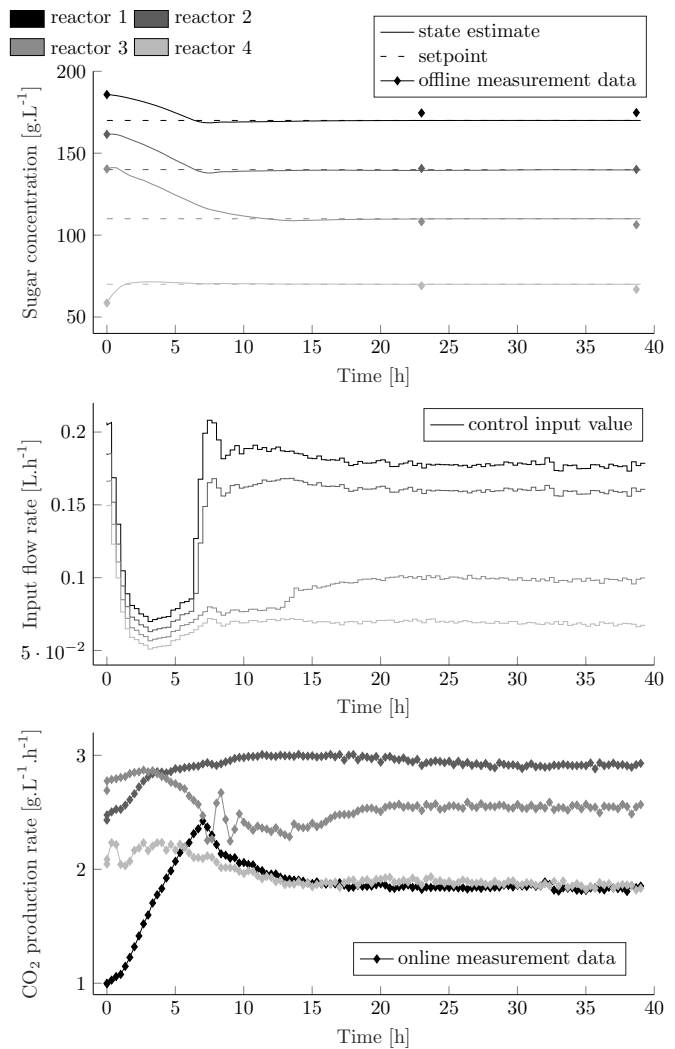 reactor 1 reactor 2
reactor 3 reactor 4
state estimate
setpoint
offline measurement data
Sugar concentration [g.L⁻¹]
200
150
100
50
0 5 10 15 20 25 30 35 40
Time [h]
control input value
Input flow rate [L.h⁻¹]
0.2
0.15
0.1
5 · 10⁻²
0 5 10 15 20 25 30 35 40
Time [h]
CO₂ production rate [g.L⁻¹.h⁻¹]
3
2
1
online measurement data
0 5 10 15 20 25 30 35 40
Time [h]